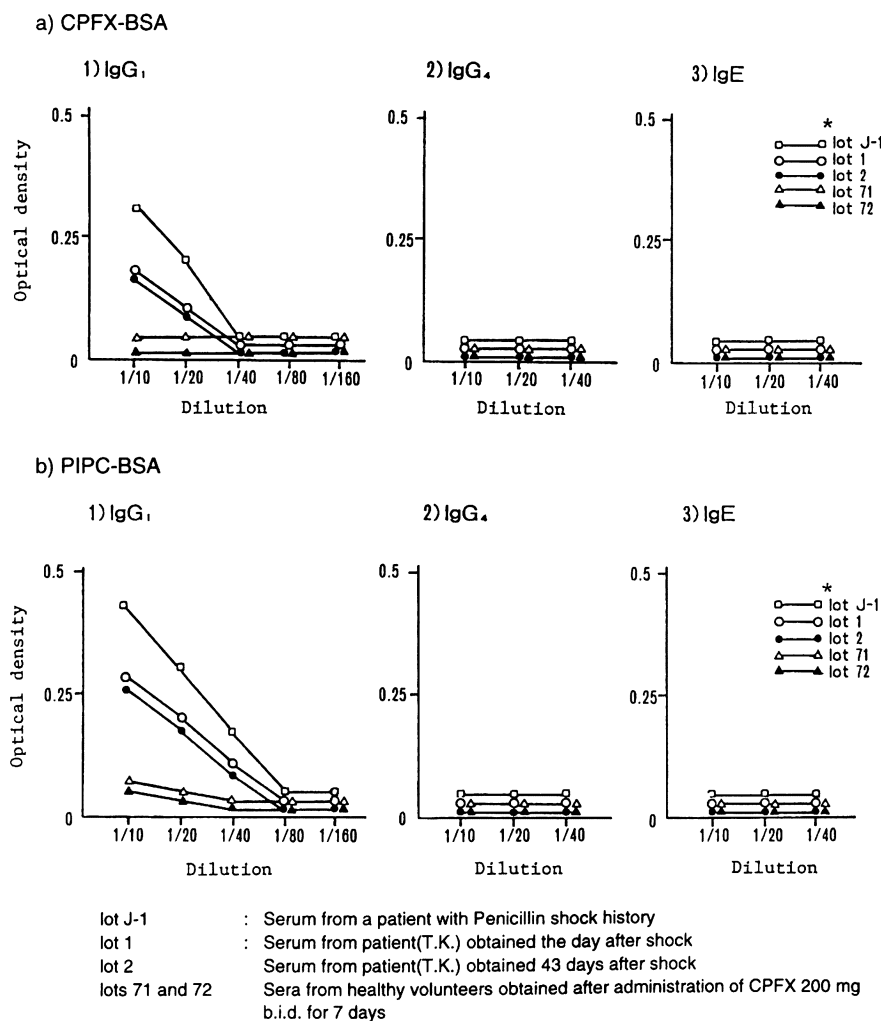 a) CPFX-BSA
1) IgG₁
2) IgG₄
3) IgE
Optical density
0.5
0.25
0
1/10 1/20 1/40 1/80 1/160
Dilution
0.5
0.25
0
1/10 1/20 1/40
Dilution
0.5
0.25
0
1/10 1/20 1/40
Dilution
*
lot J-1
lot 1
lot 2
lot 71
lot 72
b) PIPC-BSA
1) IgG₁
2) IgG₄
3) IgE
Optical density
0.5
0.25
0
1/10 1/20 1/40 1/80 1/160
Dilution
0.5
0.25
0
1/10 1/20 1/40
Dilution
0.5
0.25
0
1/10 1/20 1/40
Dilution
*
lot J-1
lot 1
lot 2
lot 71
lot 72
lot J-1 : Serum from a patient with Penicillin shock history
lot 1 : Serum from patient(T.K.) obtained the day after shock
lot 2 Serum from patient(T.K.) obtained 43 days after shock
lots 71 and 72 Sera from healthy volunteers obtained after administration of CPFX 200 mg
b.i.d. for 7 days